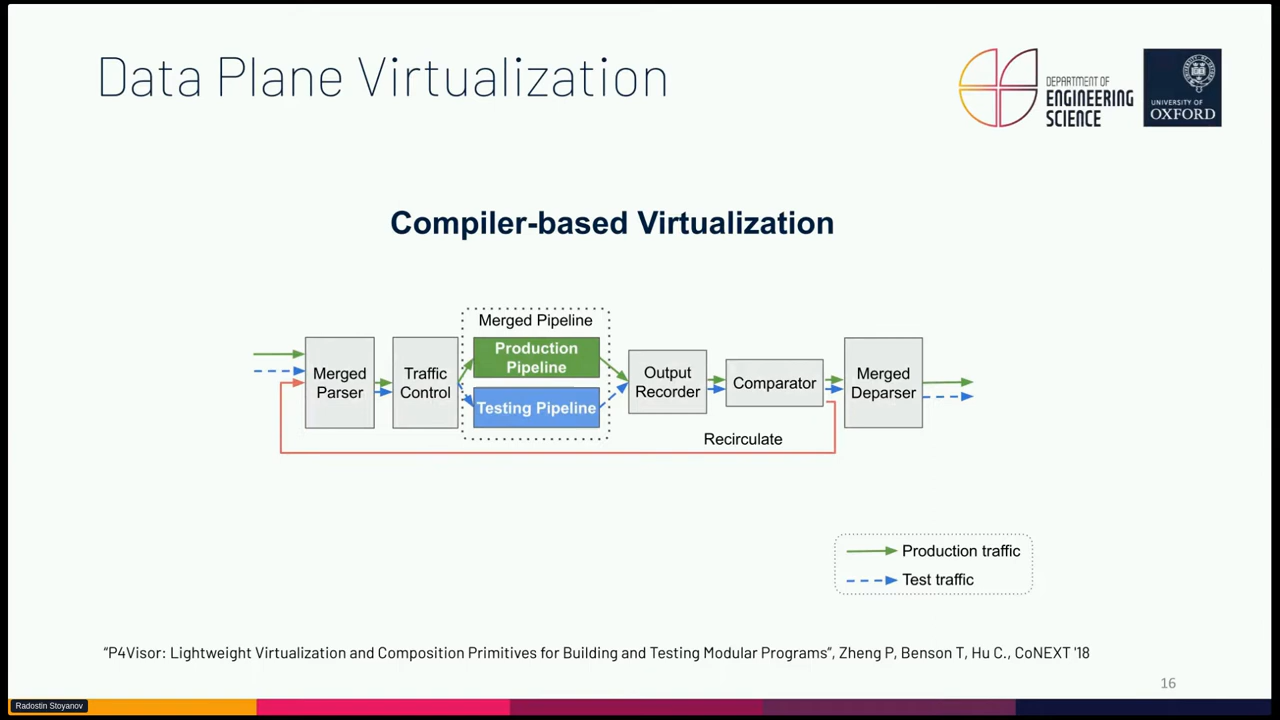 Data Plane Virtualization
DEPARTMENT OF
ENGINEERING
SCIENCE
UNIVERSITY OF
OXFORD
Compiler-based Virtualization
Merged Pipeline
Production
Pipeline
Testing Pipeline
Merged
Parser
Traffic
Control
Output
Recorder
Comparator
Merged
Deparser
Recirculate
Production traffic
Test traffic
"P4Visor: Lightweight Virtualization and Composition Primitives for Building and Testing Modular Programs", Zheng P, Benson T, Hu C., CoNEXT '18
16
Radostin Stoyanov